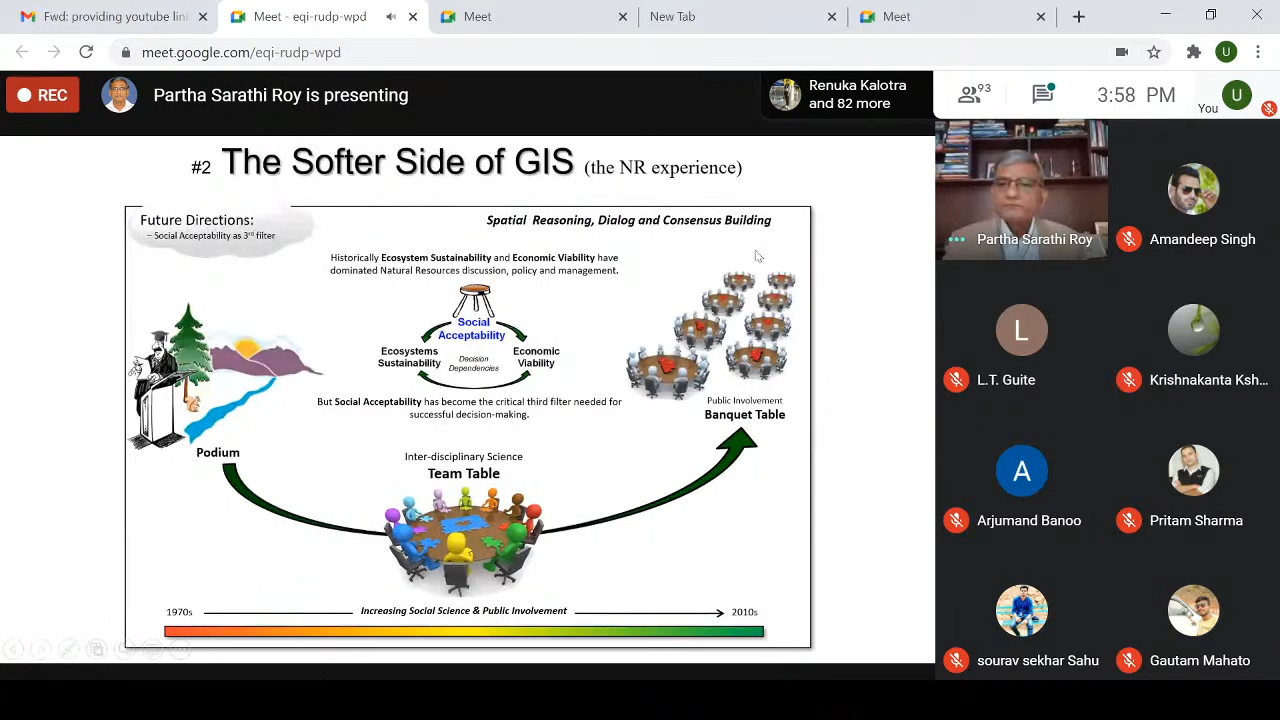 Fwd: providing youtube lin
Meet - eqi-rudp-wpd
Meet
New Tab
Meet
meet.google.com/eqi-rudp-wpd
U
REC
Partha Sarathi Roy is presenting
Renuka Kalotra
and 82 more
93
3:58 PM
You
U
#2 The Softer Side of GIS (the NR experience)
Future Directions:
– Social Acceptability as 3rd filter
Spatial Reasoning, Dialog and Consensus Building
Historically Ecosystem Sustainability and Economic Viability have
dominated Natural Resources discussion, policy and management.
Social
Acceptability
Ecosystems
Sustainability
Decision
Dependencies
Economic
Viability
But Social Acceptability has become the critical third filter needed for
successful decision-making.
Public Involvement
Banquet Table
Podium
Inter-disciplinary Science
Team Table
1970s
Increasing Social Science & Public Involvement
2010s
Partha Sarathi Roy
Amandeep Singh
L
L.T. Guite
Krishnakanta Ksh...
A
Arjumand Banoo
Pritam Sharma
sourav sekhar Sahu
Gautam Mahato